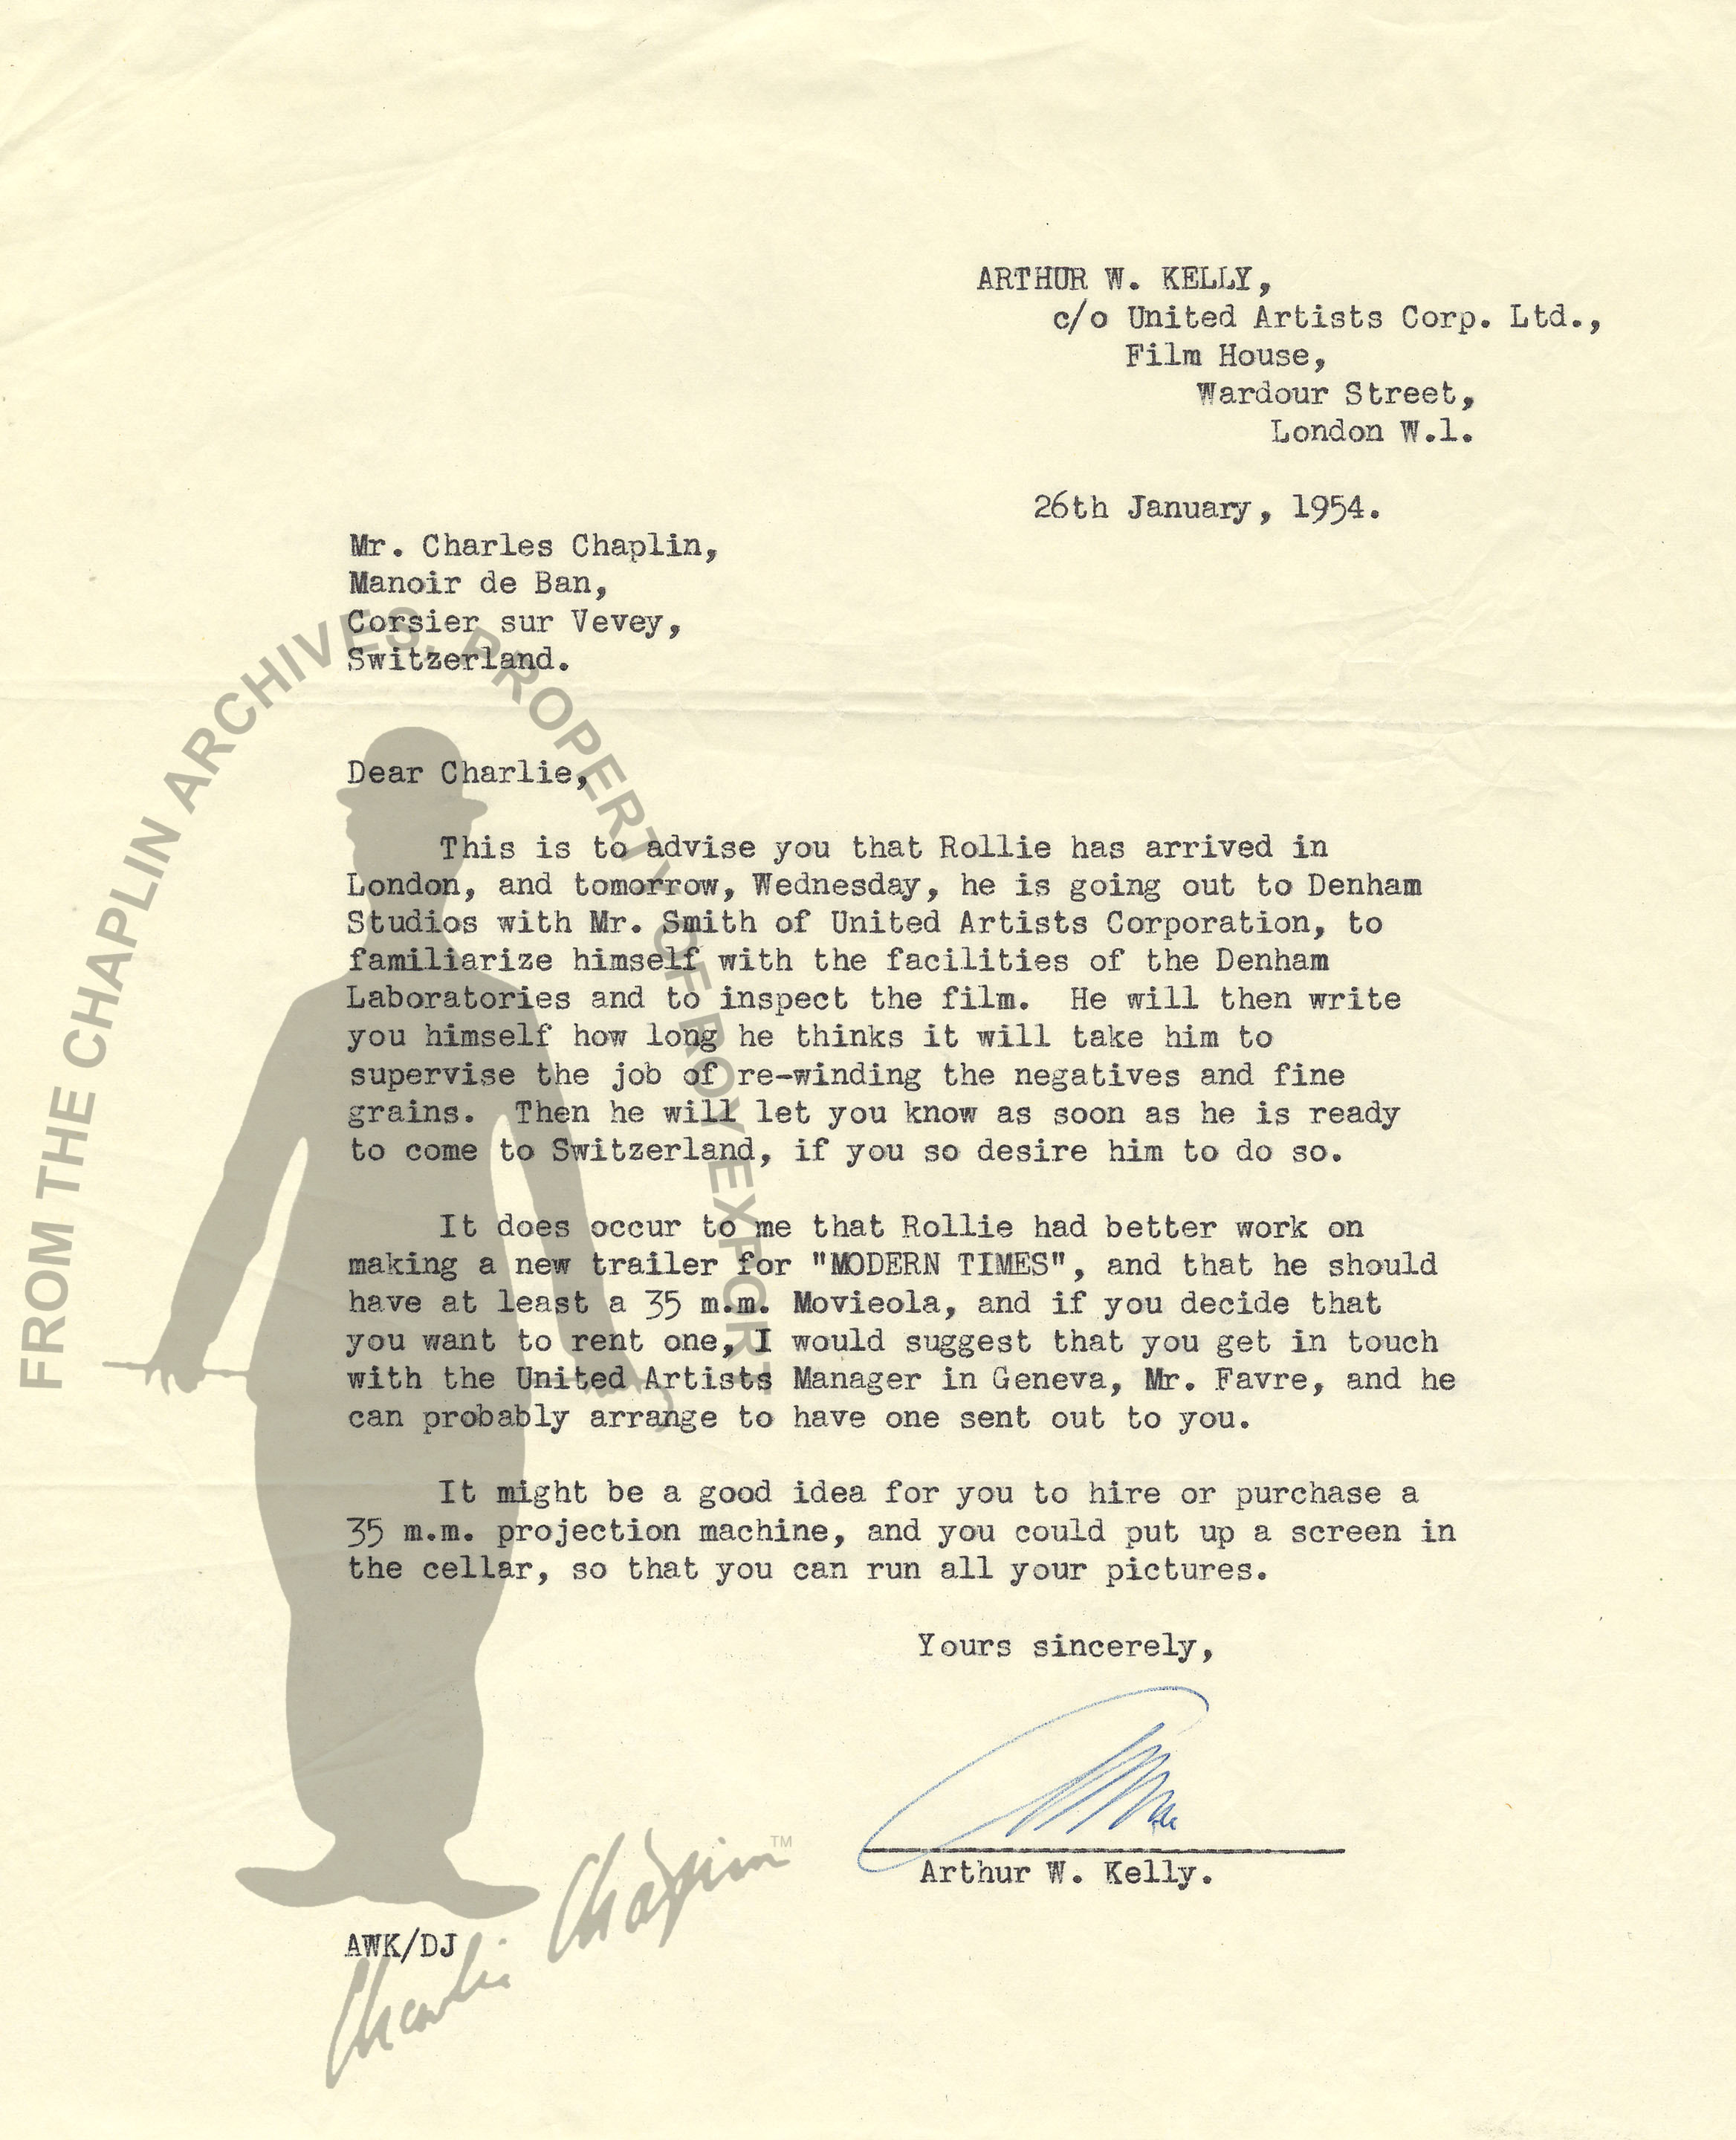 ARTHUR W. KELLY,
c/o United Artists Corp. Ltd.,
Film House,
Wardour Street,
London W.1.
26th January, 1954.
Mr. Charles Chaplin,
Manoir de Ban,
Corsier sur Vevey,
Switzerland.
Dear Charlie,
This is to advise you that Rollie has arrived in
London, and tomorrow, Wednesday, he is going out to Denham
Studios with Mr. Smith of United Artists Corporation, to
familiarize himself with the facilities of the Denham
Laboratories and to inspect the film. He will then write
you himself how long he thinks it will take him to
supervise the job of re-winding the negatives and fine
grains. Then he will let you know as soon as he is ready
to come to Switzerland, if you so desire him to do so.
It does occur to me that Rollie had better work on
making a new trailer for "MODERN TIMES", and that he should
have at least a 35 m.m. Movieola, and if you decide that
you want to rent one, I would suggest that you get in touch
with the United Artists Manager in Geneva, Mr. Favre, and he
can probably arrange to have one sent out to you.
It might be a good idea for you to hire or purchase a
35 m.m. projection machine, and you could put up a screen in
the cellar, so that you can run all your pictures.
Yours sincerely,
Arthur W. Kelly.
AWK/DJ
FROM THE CHAPLIN ARCHIVES. PROPERTY OF ROY EXPORT
Charlie Chaplin ™